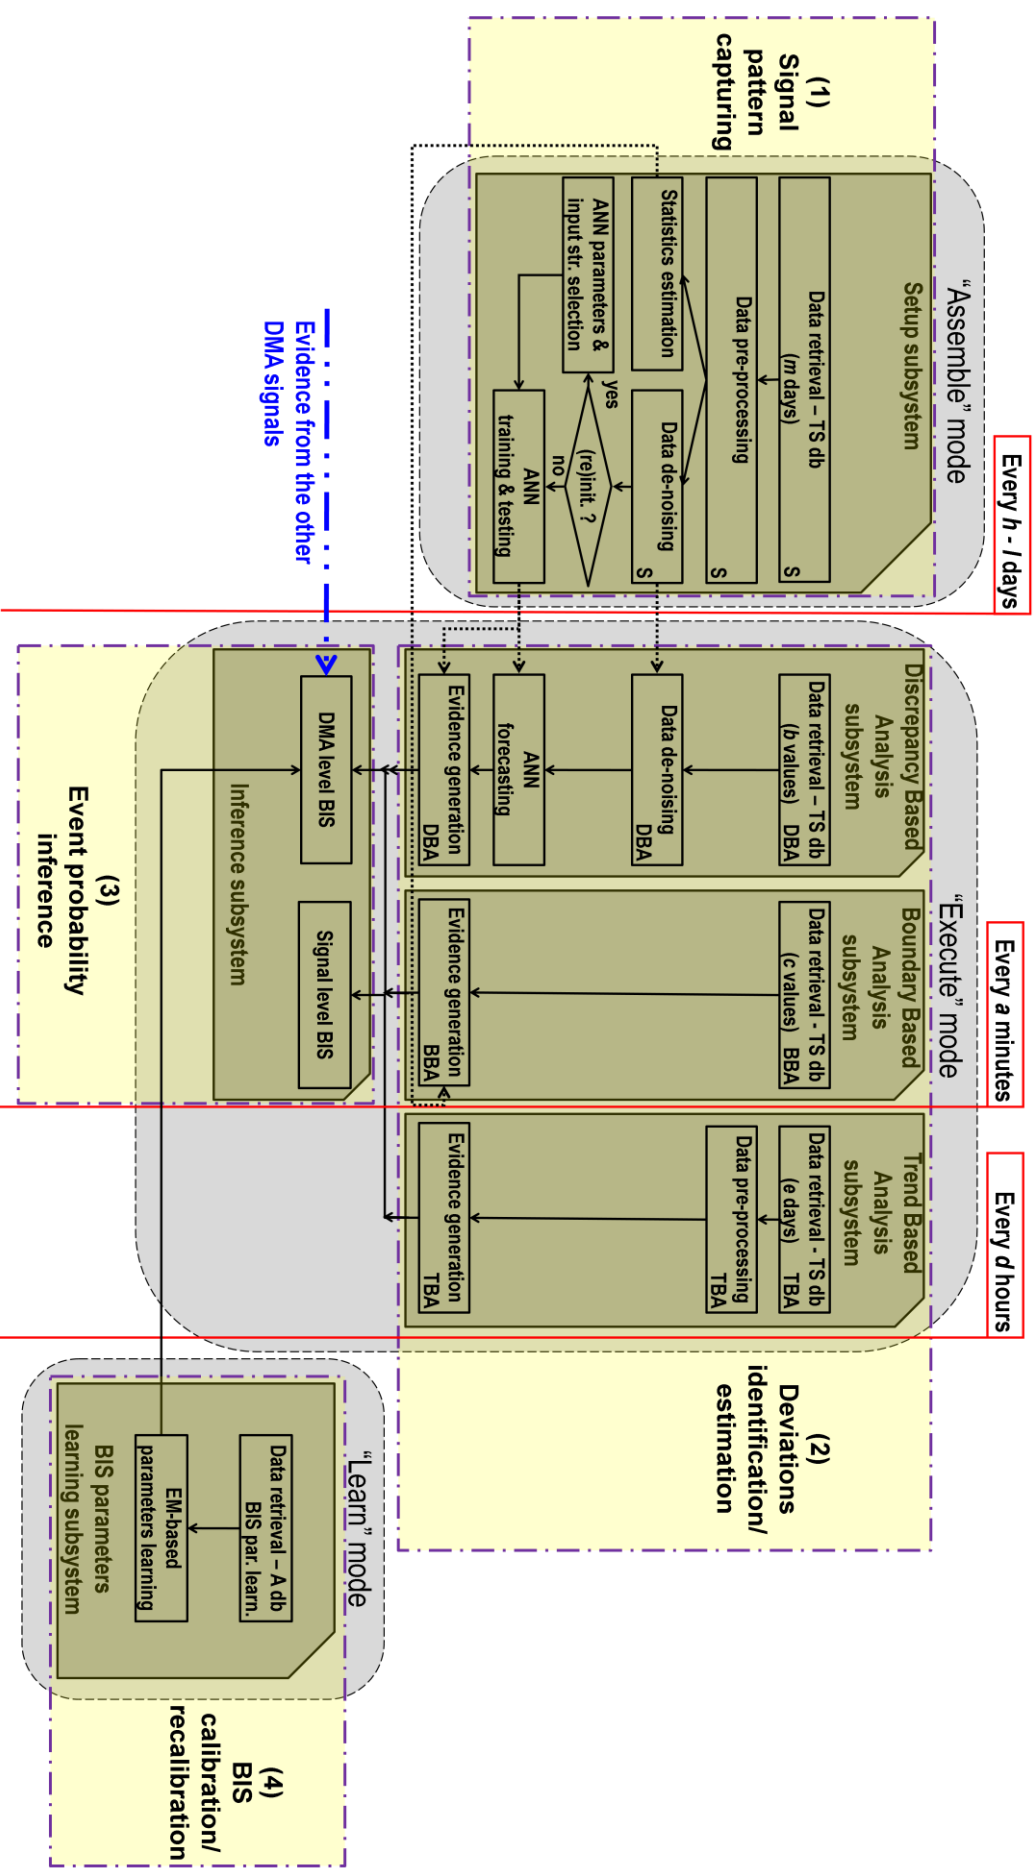 Every h - l days
Every a minutes
Every d hours
“Assemble” mode
“Execute” mode
(1)
Signal
pattern
capturing
Setup subsystem
Data retrieval – TS db
(m days)
S
Data pre-processing
S
Statistics estimation
Data de-noising
S
ANN parameters &
input str. selection
yes
(re)init. ?
no
ANN
training & testing
Discrepancy Based
Analysis
subsystem
Data retrieval – TS db
(b values) DBA
Data de-noising
DBA
ANN
forecasting
Evidence generation
DBA
Boundary Based
Analysis
subsystem
Data retrieval - TS db
(c values) BBA
Evidence generation
BBA
Trend Based
Analysis
subsystem
Data retrieval - TS db
(e days) TBA
Data pre-processing
TBA
Evidence generation
TBA
(2)
Deviations
identification/
estimation
Evidence from the other
DMA signals
DMA level BIS
Signal level BIS
Inference subsystem
(3)
Event probability
inference
“Learn” mode
Data retrieval – A db
BIS par. learn.
EM-based
parameters learning
BIS parameters
learning subsystem
(4)
BIS
calibration/
recalibration